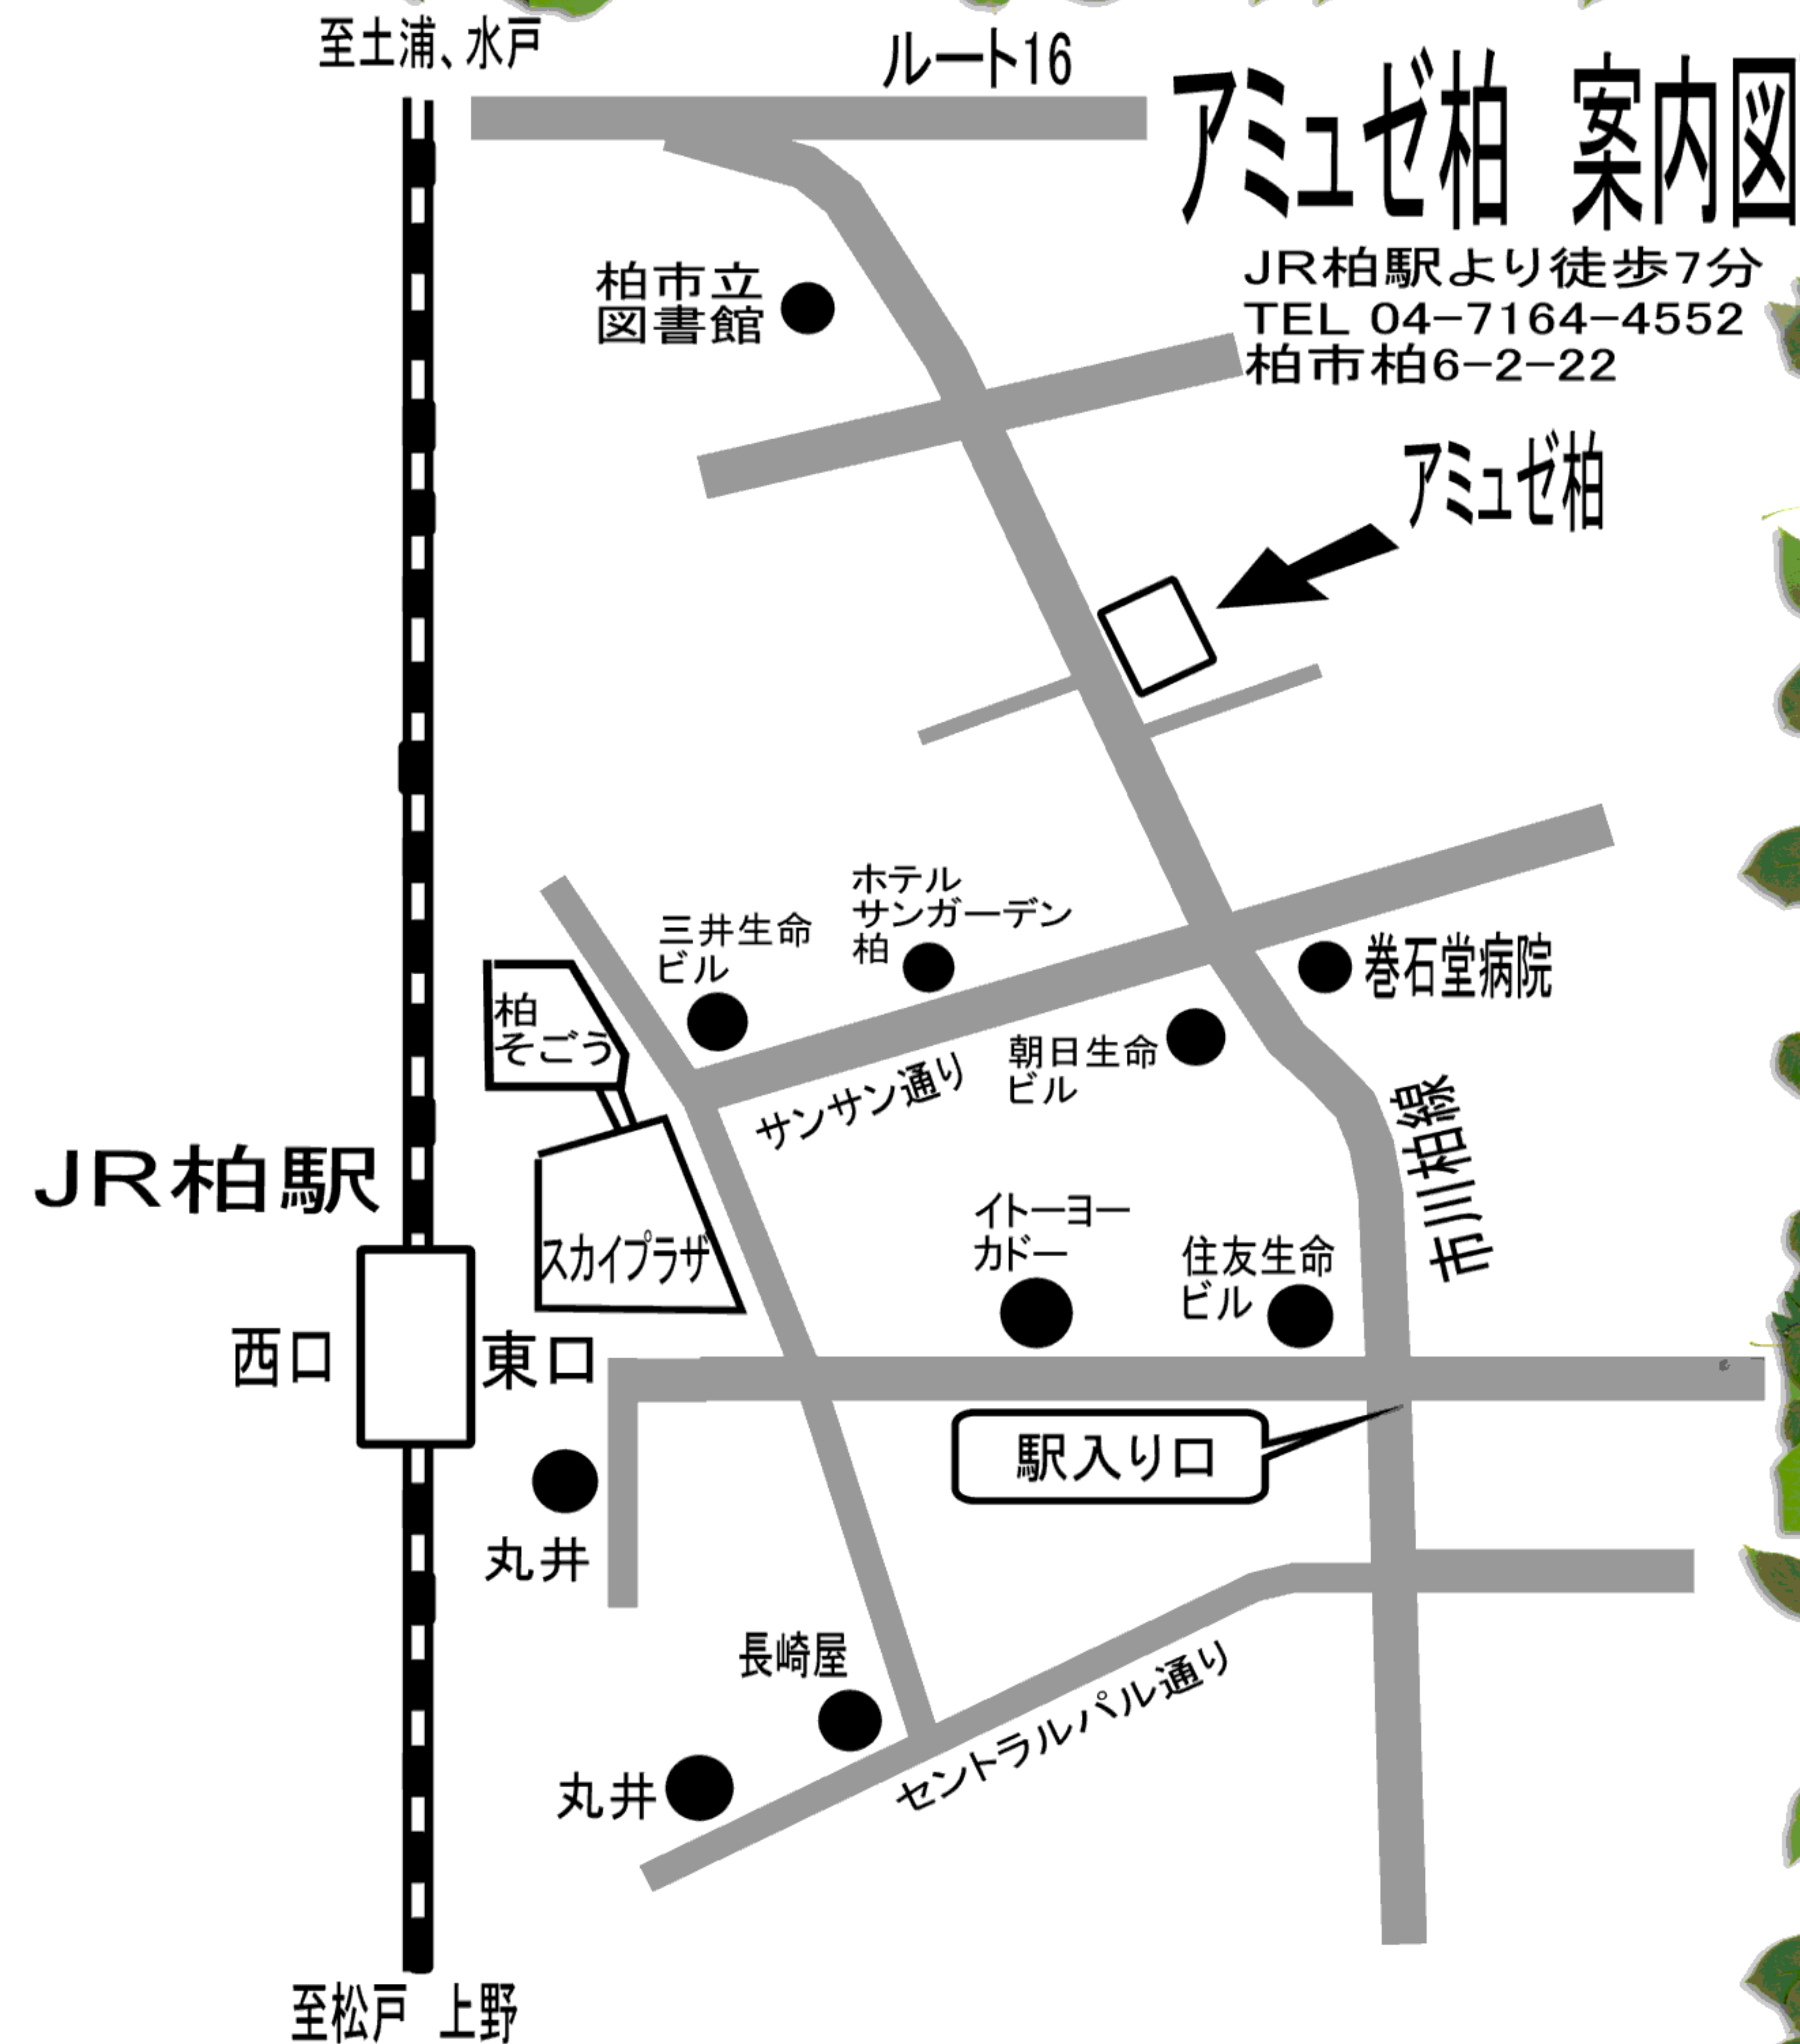 至土浦、水戸
ルート16
アミュゼ柏 案内図
JR柏駅より徒歩7分
TEL 04-7164-4552
柏市柏6-2-22
柏市立
図書館
アミュゼ柏
ホテル
サンガーデン
柏
三井生命
ビル
巻石堂病院
柏
そごう
朝日生命
ビル
サンサン通り
市川柏線
JR柏駅
スカイプラザ
イトーヨー
カドー
住友生命
ビル
西口
東口
駅入り口
丸井
長崎屋
セントラルパル通り
丸井
至松戸 上野